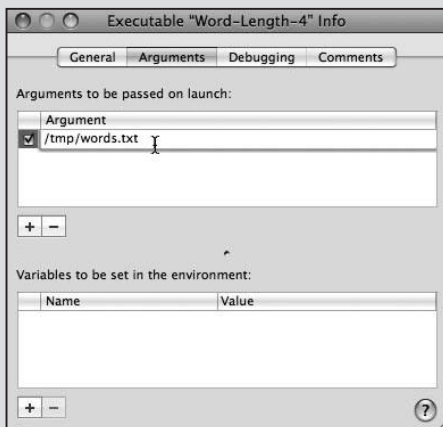 Executable “Word-Length-4” Info
General Arguments Debugging Comments
Arguments to be passed on launch:
Argument
/tmp/words.txt
+ −
Variables to be set in the environment:
Name Value
+ −
?